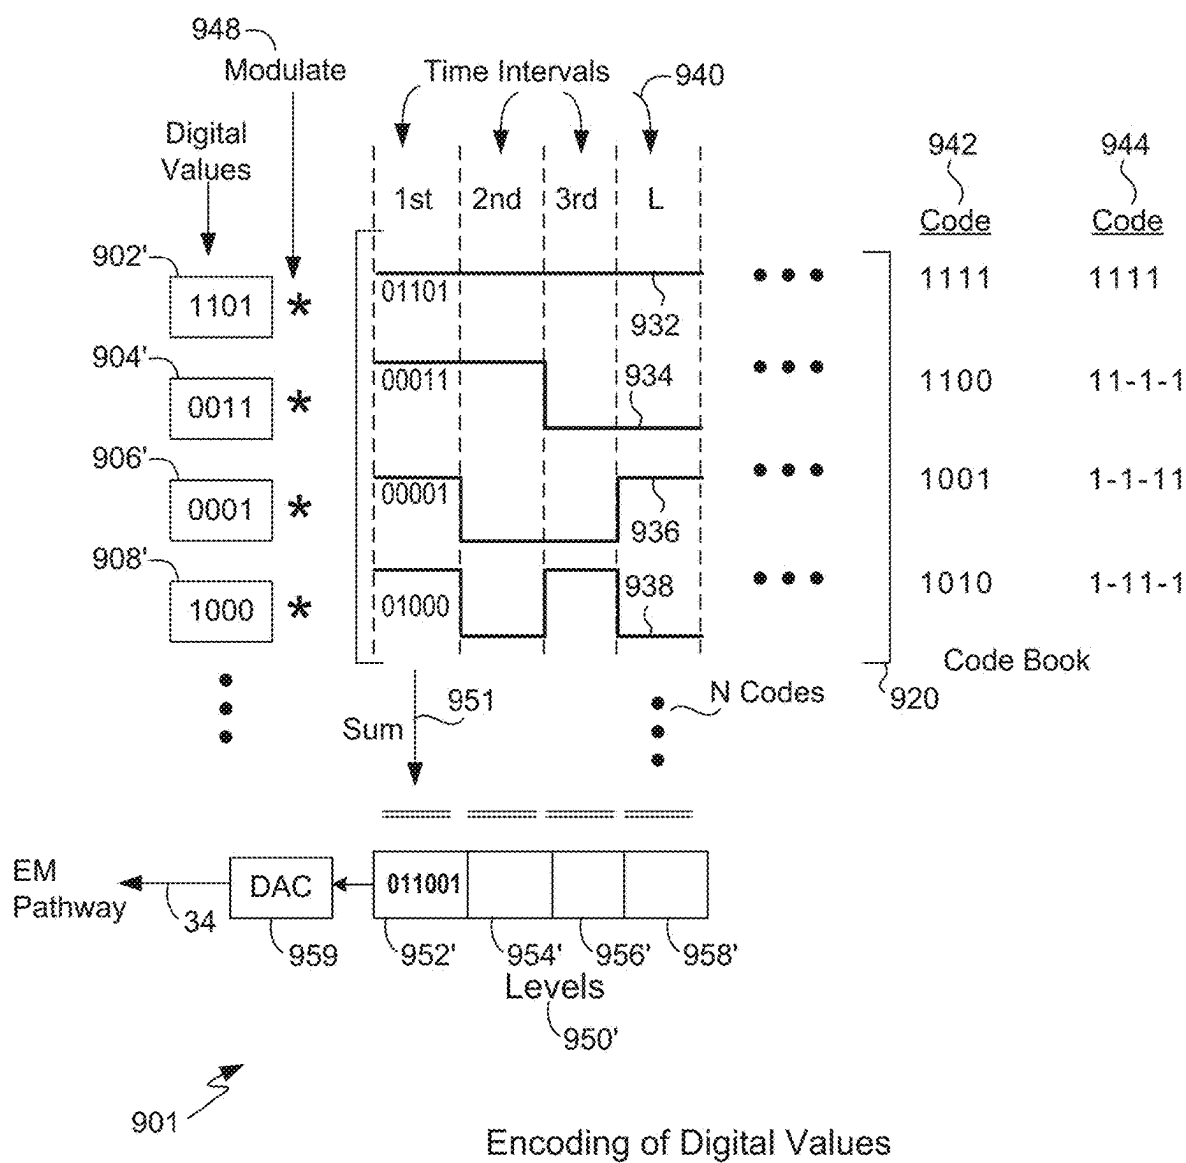 948
Modulate
Time Intervals
940
Digital
Values
942
944
1st 2nd 3rd L
Code
Code
902'
1101
*
01101
932
1111
1111
904'
0011
*
00011
934
1100
11-1-1
906'
0001
*
00001
936
1001
1-1-11
908'
1000
*
01000
938
1010
1-11-1
Code Book
920
951
Sum
N Codes
EM
Pathway
34
DAC
959
011001
952' 954' 956' 958'
Levels
950'
901
Encoding of Digital Values